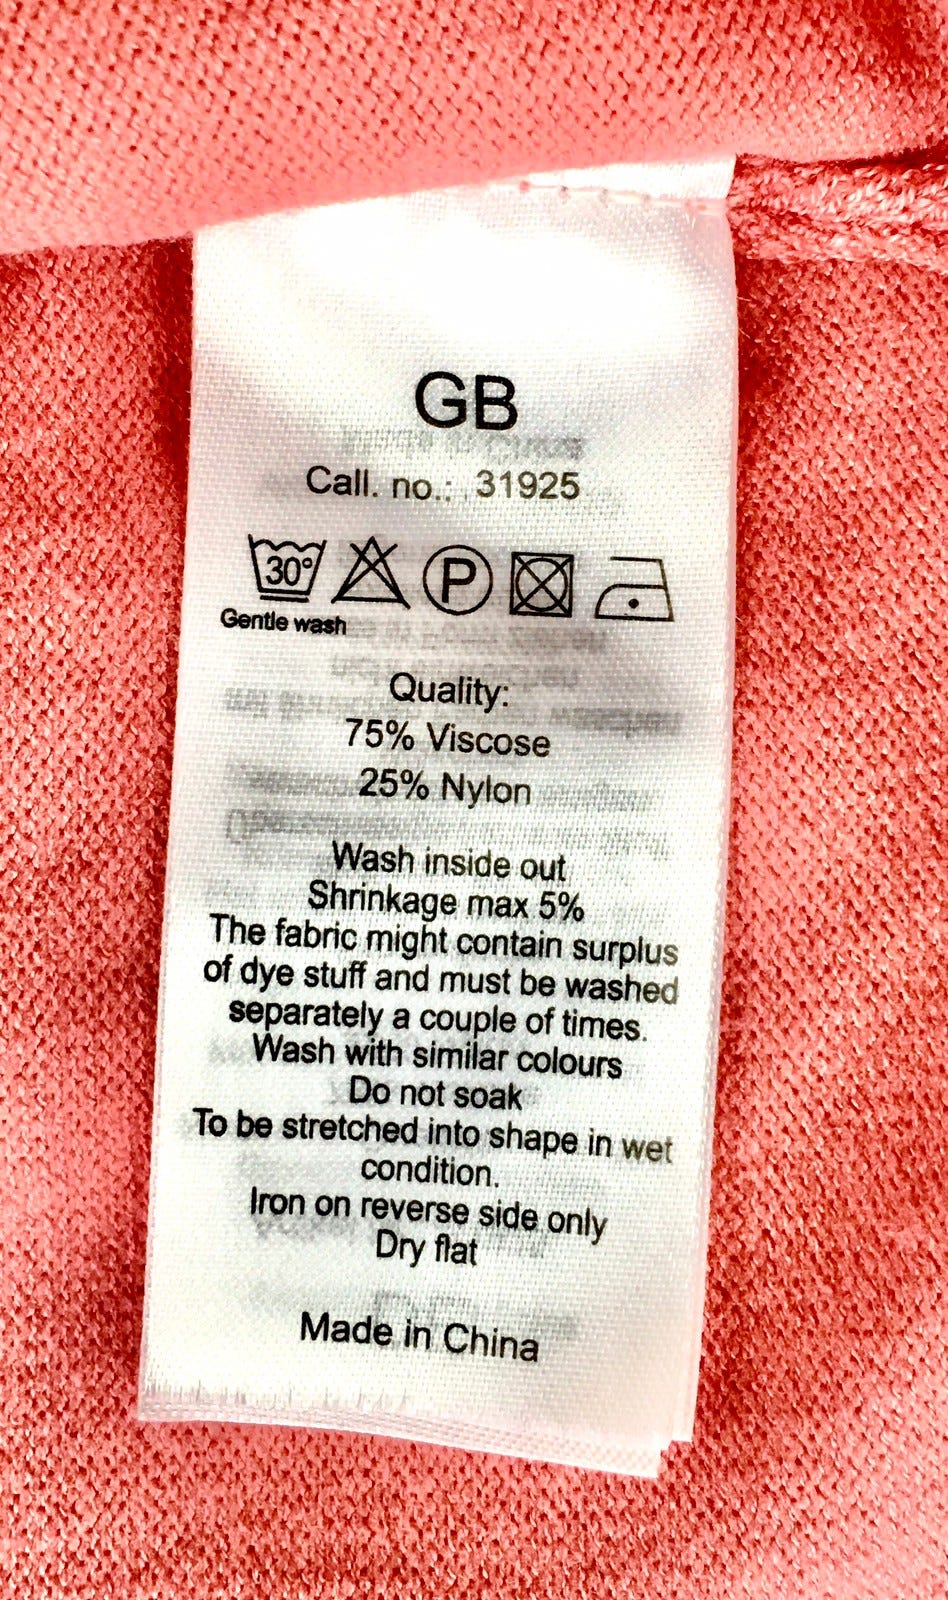 GB
Call. no.: 31925
30° P
Gentle wash
Quality:
75% Viscose
25% Nylon
Wash inside out
Shrinkage max 5%
The fabric might contain surplus
of dye stuff and must be washed
separately a couple of times.
Wash with similar colours
Do not soak
To be stretched into shape in wet
condition.
Iron on reverse side only
Dry flat
Made in China